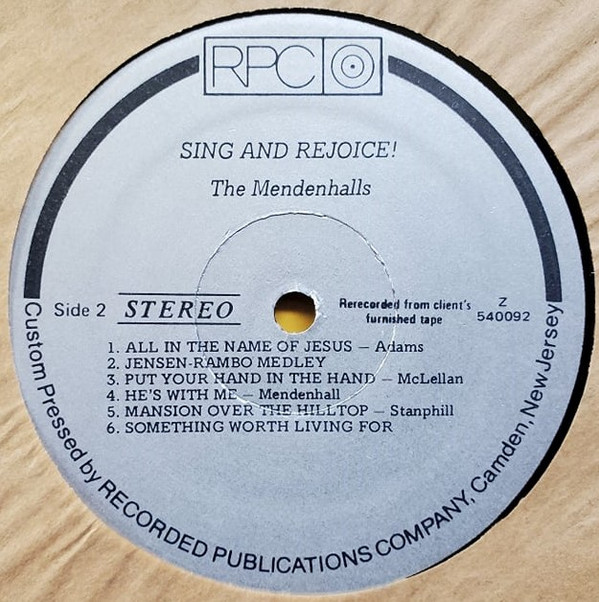 RPC
SING AND REJOICE!
The Mendenhalls
Side 2 STEREO
Rerecorded from client's
furnished tape
Z
540092
1. ALL IN THE NAME OF JESUS — Adams
2. JENSEN-RAMBO MEDLEY
3. PUT YOUR HAND IN THE HAND — McLellan
4. HE'S WITH ME — Mendenhall
5. MANSION OVER THE HILLTOP — Stanphill
6. SOMETHING WORTH LIVING FOR
Custom Pressed by RECORDED PUBLICATIONS COMPANY, Camden, New Jersey